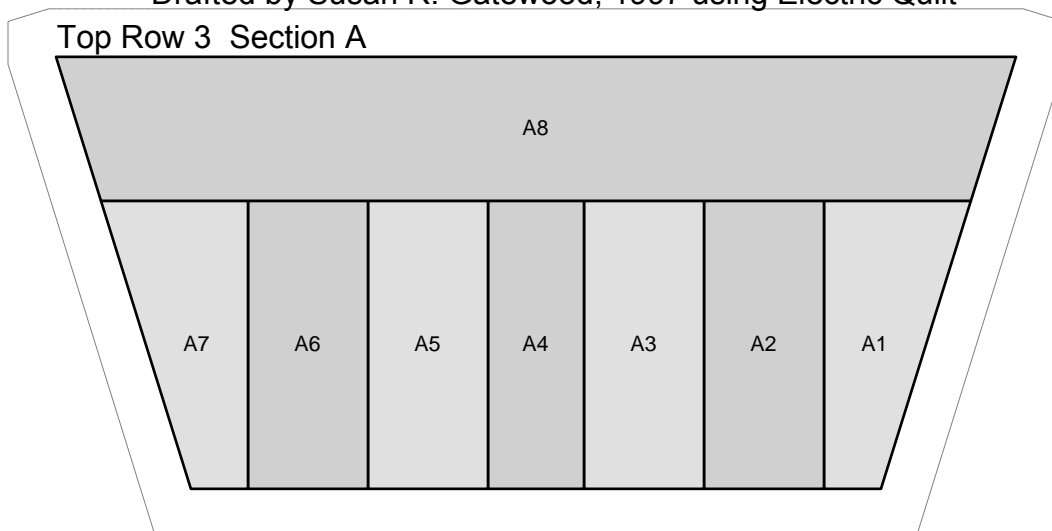 Drafted by Susan R. Gatewood, 1997 using Electric Quilt
Top Row 3 Section A
A8
A7 A6 A5 A4 A3 A2 A1